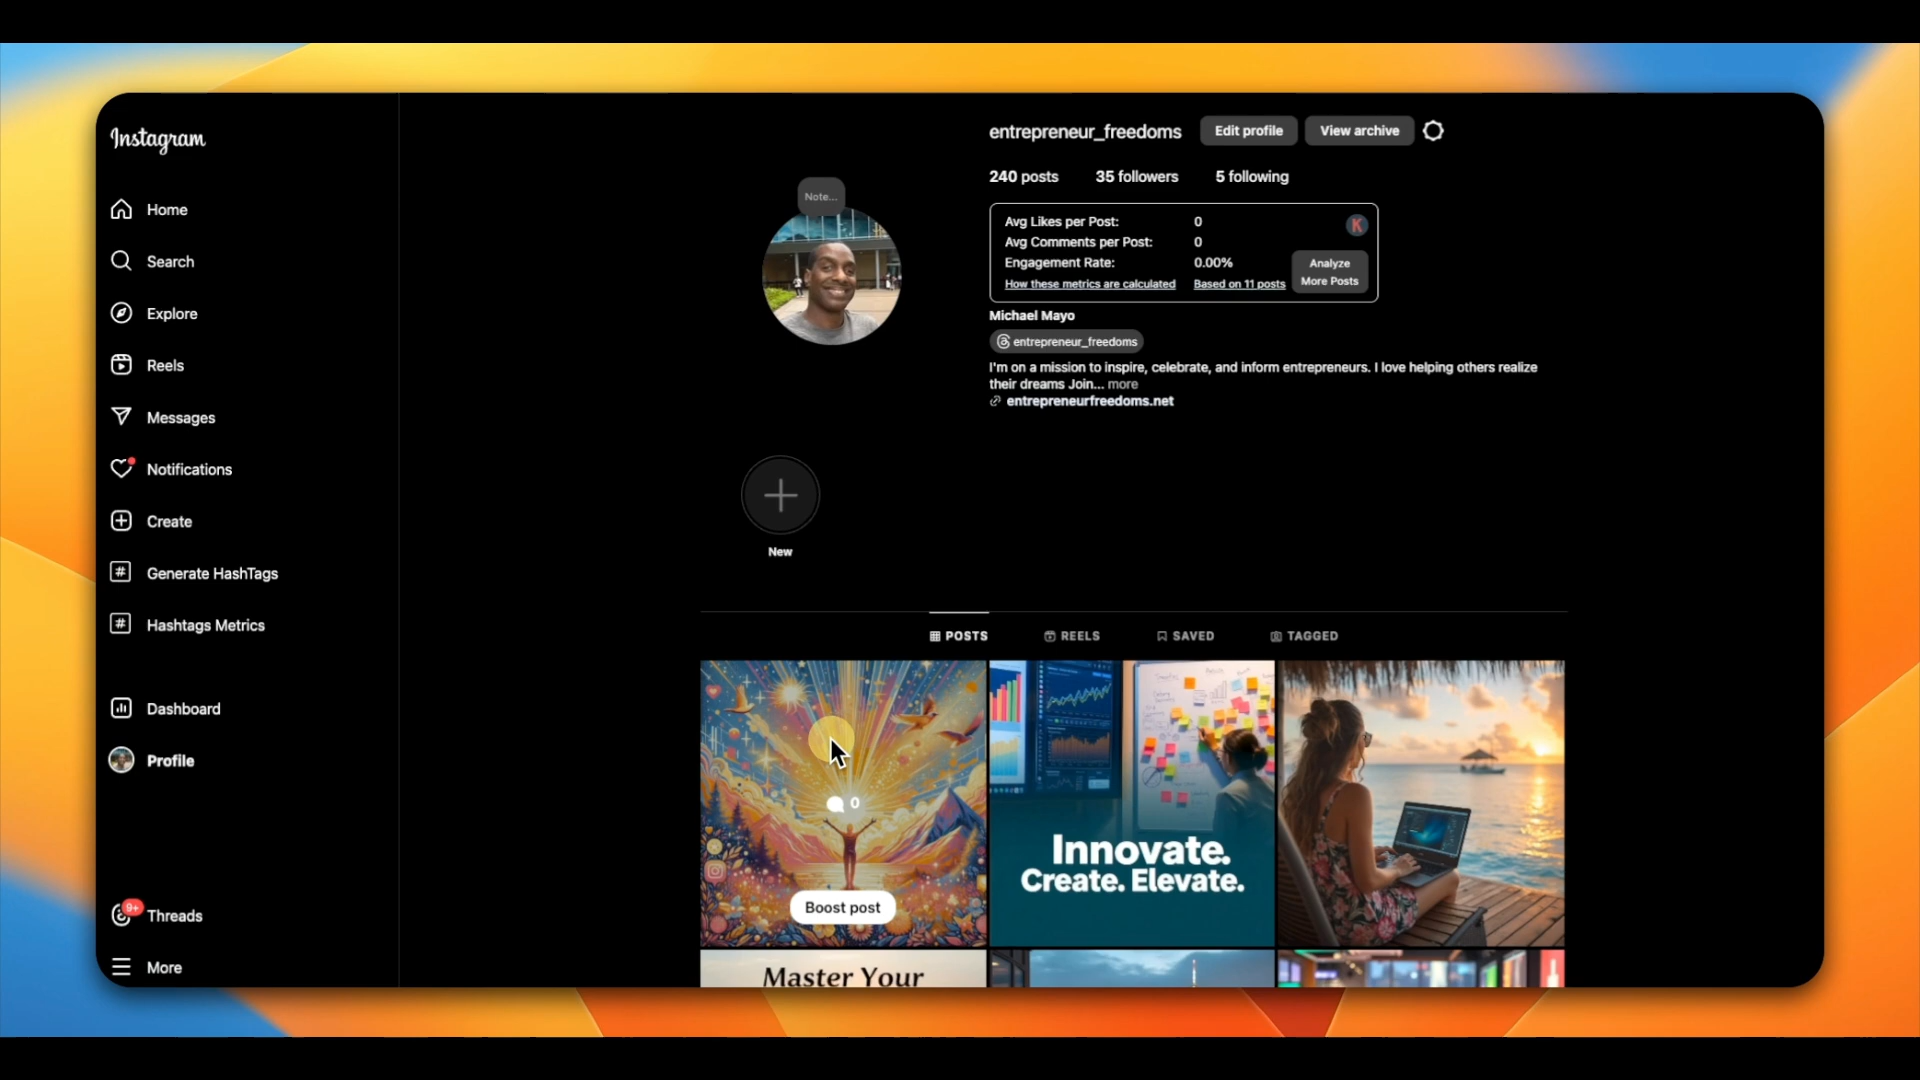 Instagram
Home
Search
Explore
Reels
Messages
Notifications
Create
# Generate HashTags
# Hashtags Metrics
Dashboard
Profile
9+ Threads
More
entrepreneur_freedoms Edit profile View archive
240 posts 35 followers 5 following
Note...
Avg Likes per Post: 0 K
Avg Comments per Post: 0
Engagement Rate: 0.00%
How these metrics are calculated Based on 11 posts
Analyze
More Posts
Michael Mayo
entrepreneur_freedoms
I'm on a mission to inspire, celebrate, and inform entrepreneurs. I love helping others realize
their dreams Join... more
entrepreneurfreedoms.net
New
POSTS REELS SAVED TAGGED
0
Boost post
Innovate.
Create. Elevate.
Master Your